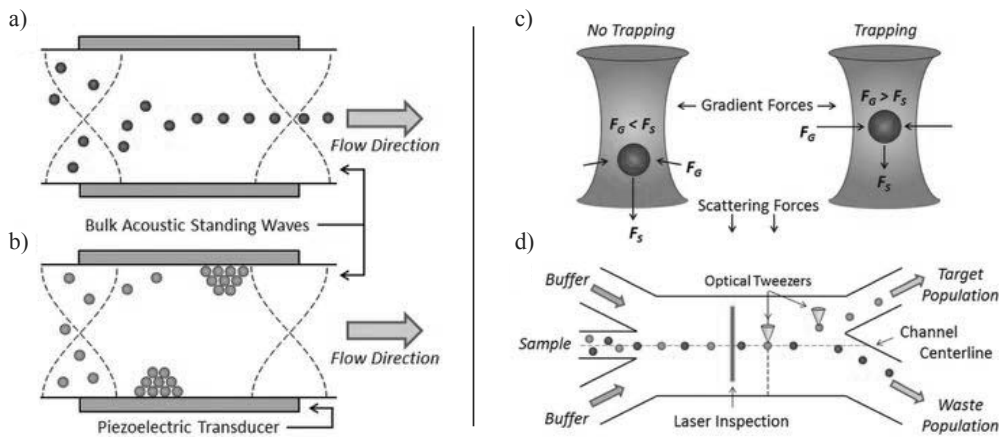 a)
Flow Direction
Bulk Acoustic Standing Waves
b)
Flow Direction
Piezoelectric Transducer
c)
No Trapping
Trapping
Gradient Forces
F_G < F_S
F_G
F_S
F_G > F_S
F_G
F_S
Scattering Forces
d)
Buffer
Optical Tweezers
Target
Population
Sample
Channel
Centerline
Buffer
Laser Inspection
Waste
Population